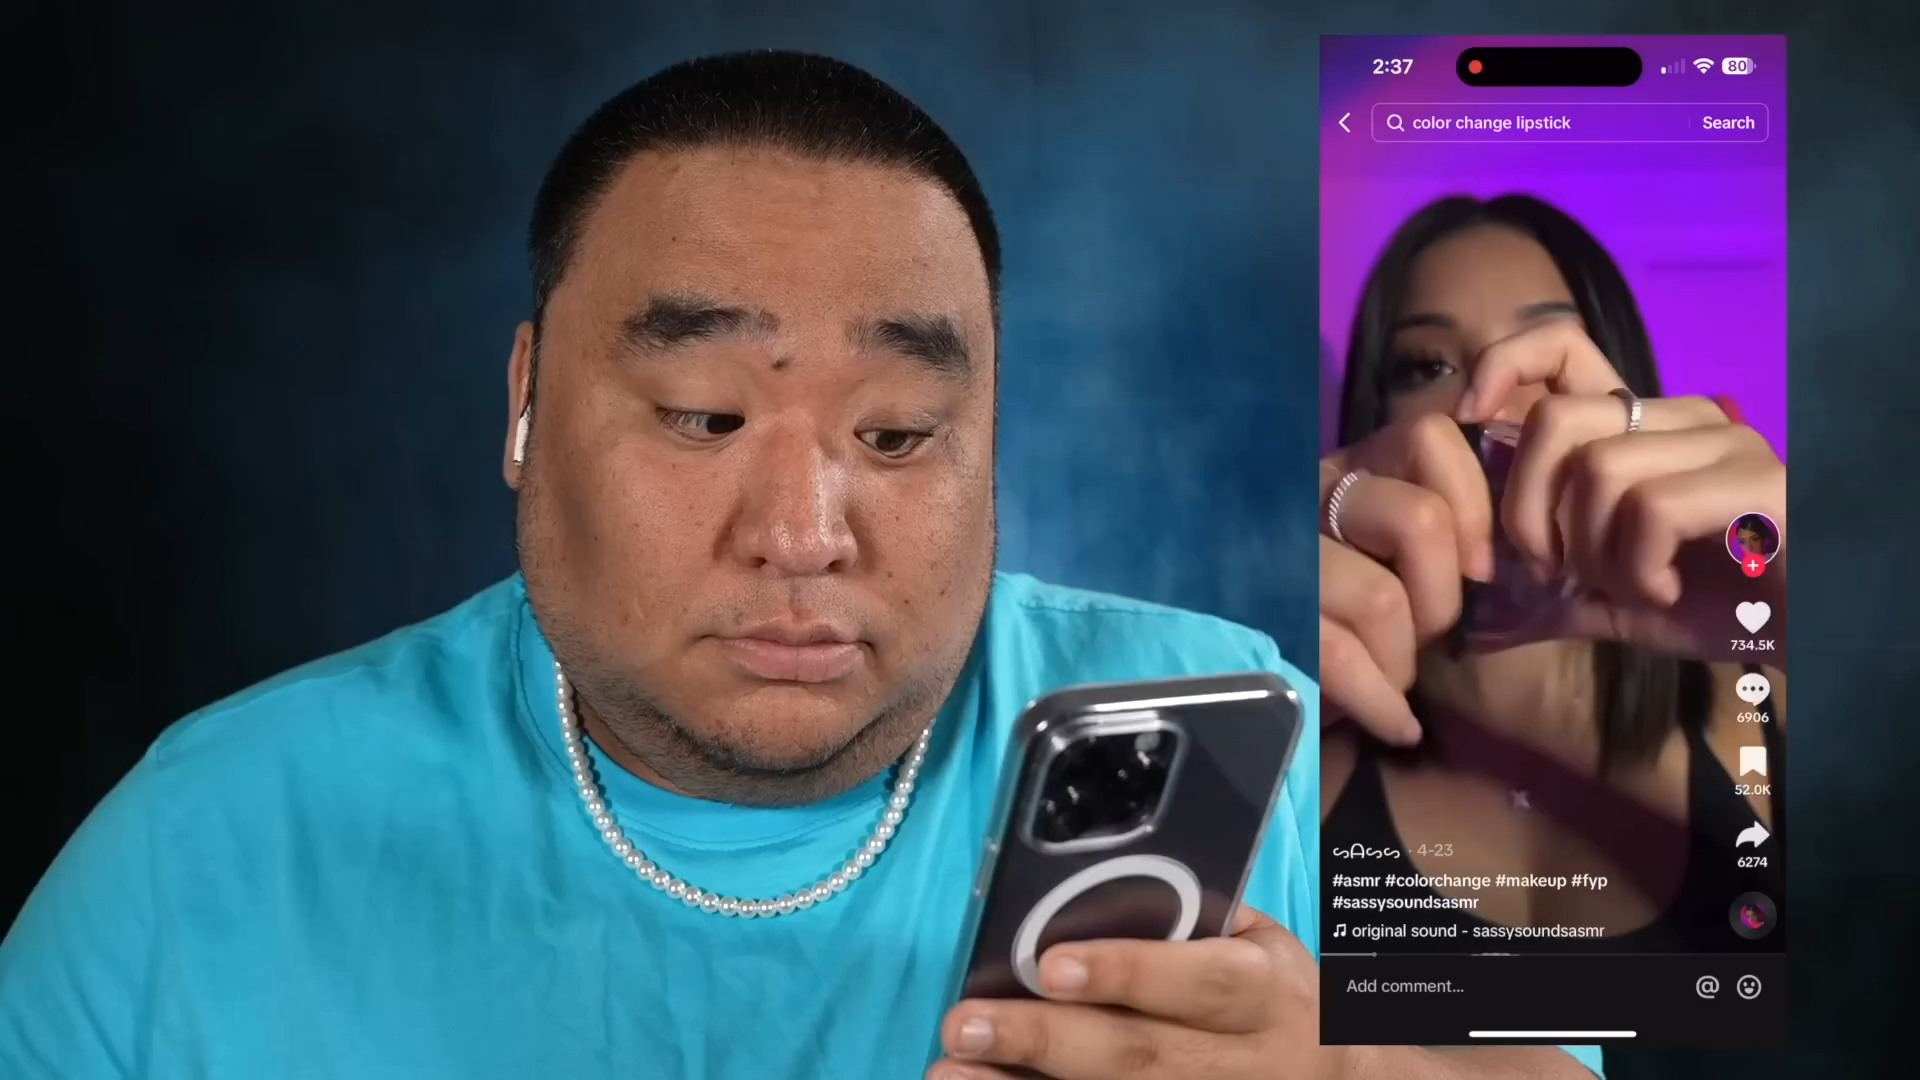 2:37
80
color change lipstick
Search
734.5K
6906
52.0K
6274
ᔕᗩᔕᔕ · 4-23
#asmr #colorchange #makeup #fyp
#sassysoundsasmr
original sound - sassysoundsasmr
Add comment...
@